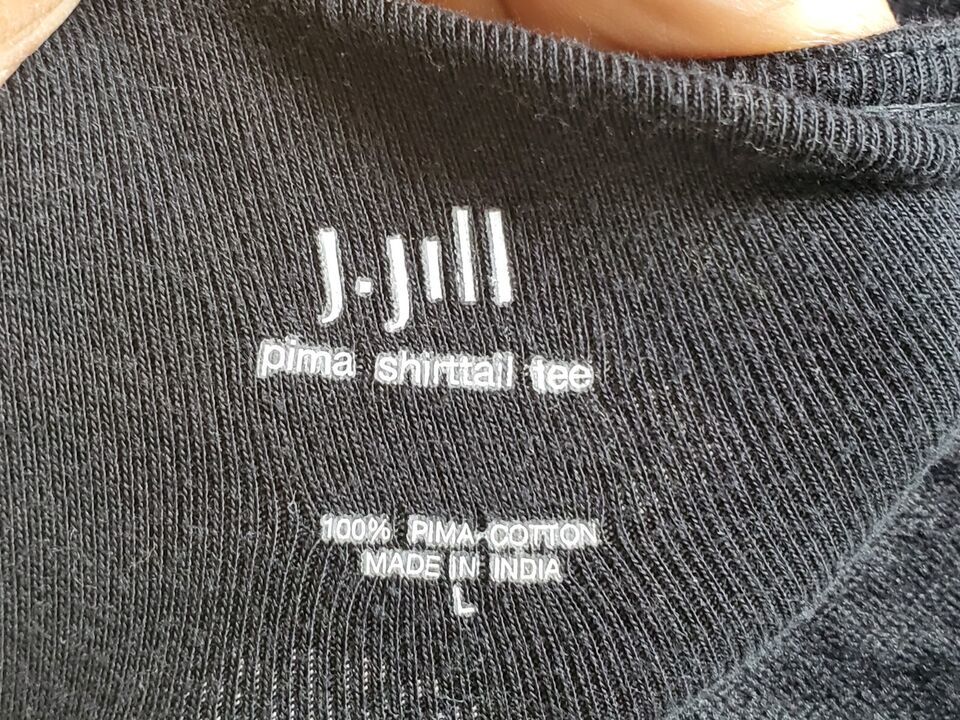 J.Jill
pima shirttail tee
100% PIMA COTTON
MADE IN INDIA
L